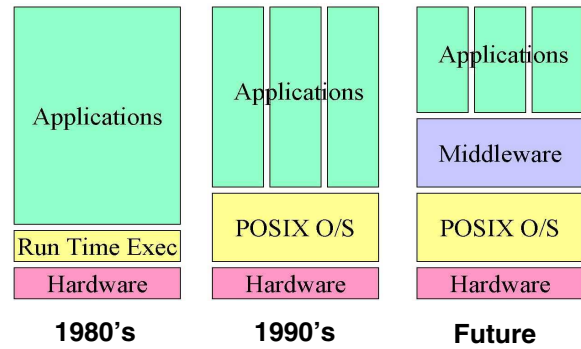 Applications
Run Time Exec
Hardware
1980's
Applications
POSIX O/S
Hardware
1990's
Applications
Middleware
POSIX O/S
Hardware
Future